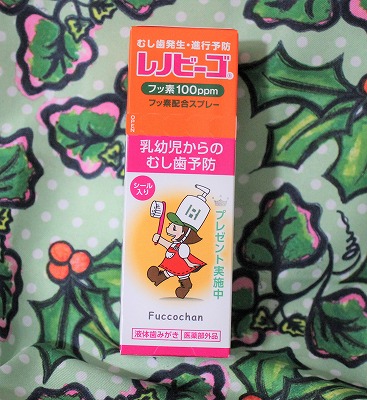 むし歯発生・進行予防
レノビーゴ®
フッ素100ppm
フッ素配合スプレー
乳幼児からの
むし歯予防
シール
入り
プレゼント実施中
Fuccochan
液体歯みがき
医薬部外品